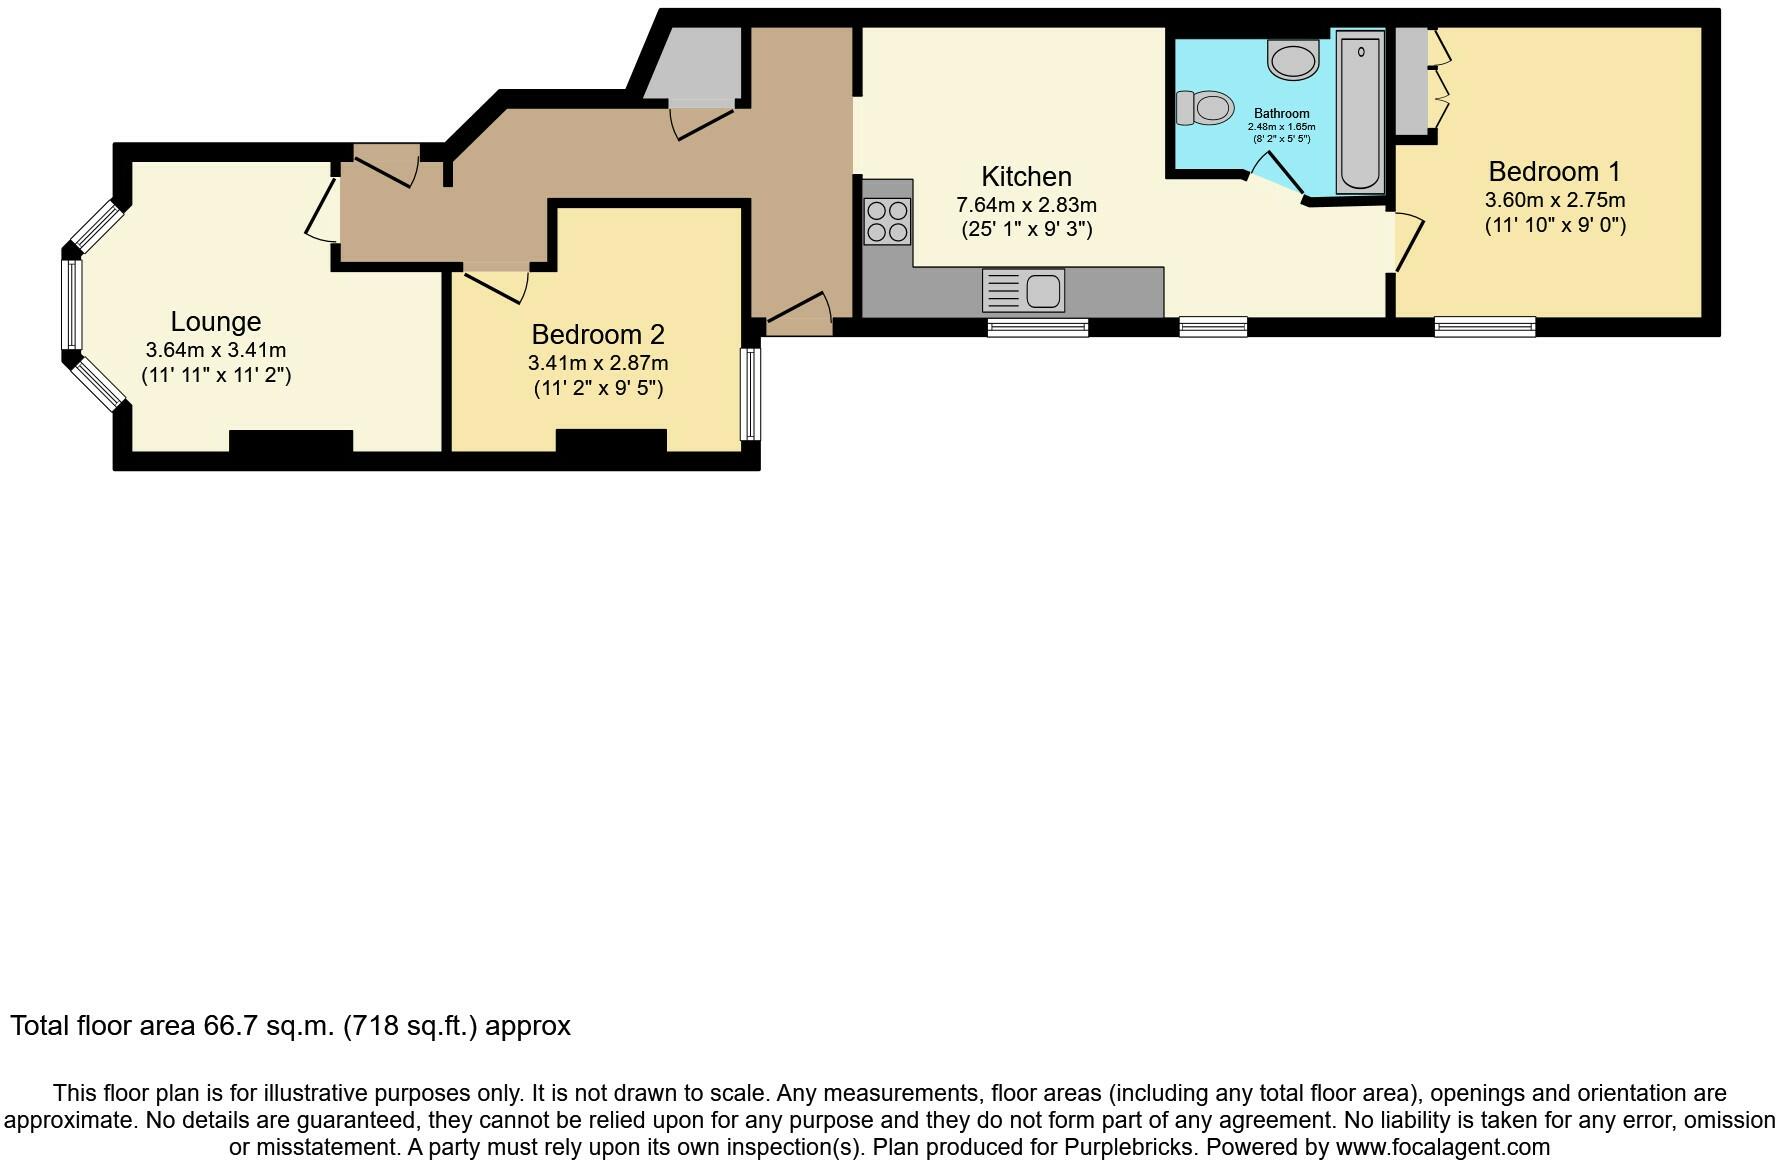 Bathroom
2.48m x 1.65m
(8' 2" x 5' 5")
Kitchen
7.64m x 2.83m
(25' 1" x 9' 3")
Bedroom 1
3.60m x 2.75m
(11' 10" x 9' 0")
Lounge
3.64m x 3.41m
(11' 11" x 11' 2")
Bedroom 2
3.41m x 2.87m
(11' 2" x 9' 5")
Total floor area 66.7 sq.m. (718 sq.ft.) approx
This floor plan is for illustrative purposes only. It is not drawn to scale. Any measurements, floor areas (including any total floor area), openings and orientation are
approximate. No details are guaranteed, they cannot be relied upon for any purpose and they do not form part of any agreement. No liability is taken for any error, omission
or misstatement. A party must rely upon its own inspection(s). Plan produced for Purplebricks. Powered by www.focalagent.com